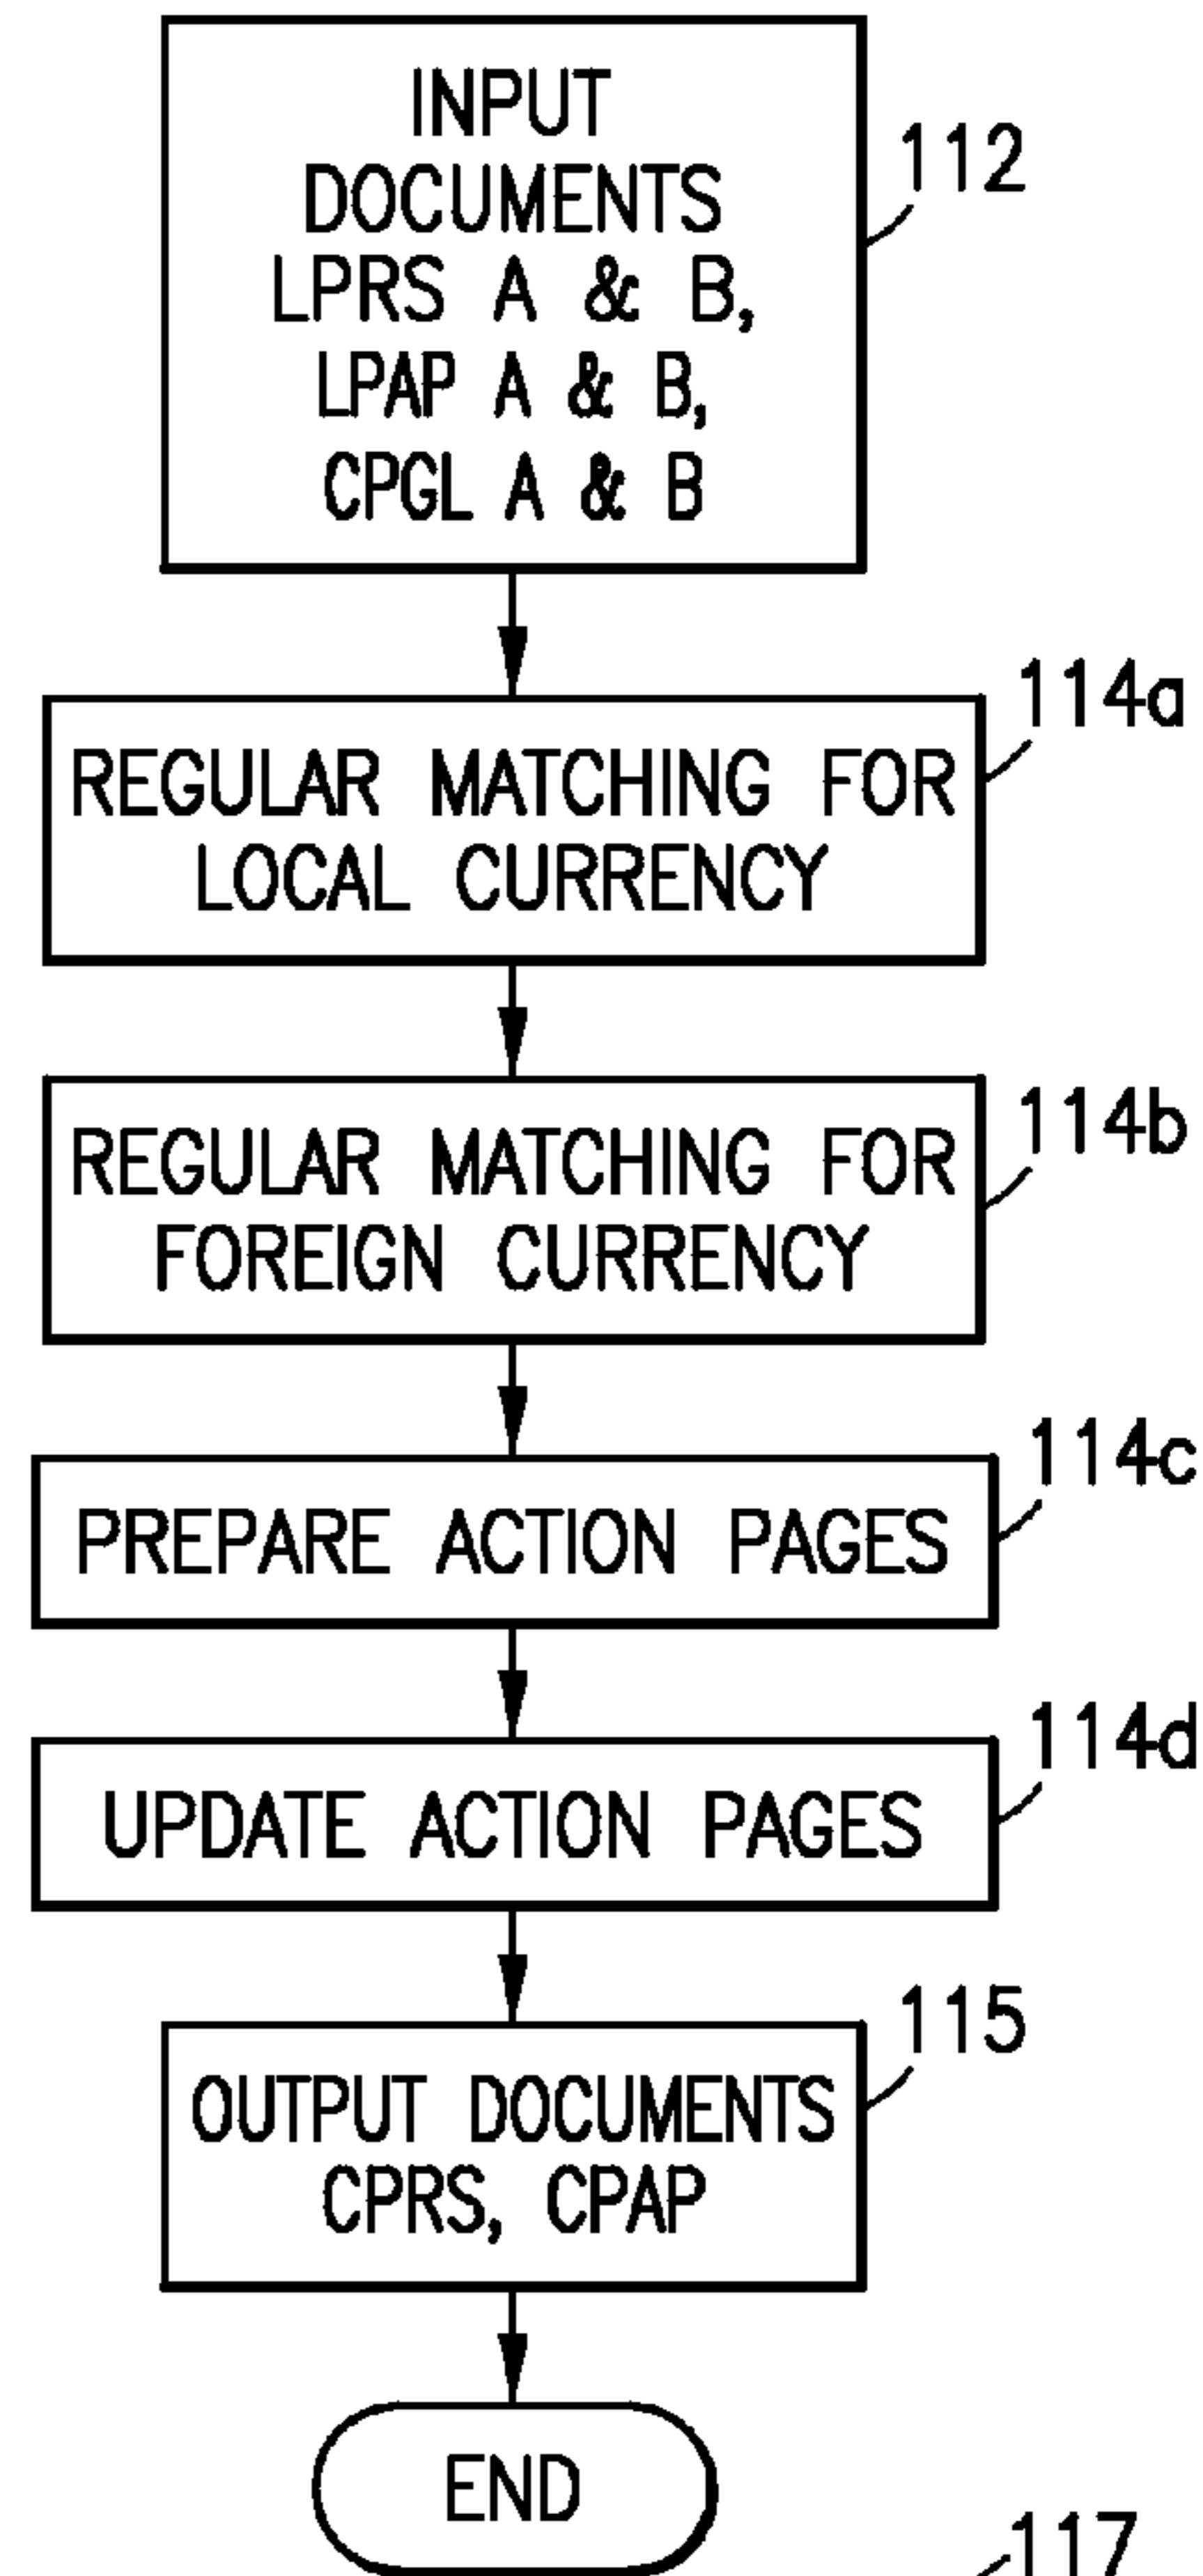 INPUT
DOCUMENTS
LPRS A & B,
LPAP A & B,
CPGL A & B
112
REGULAR MATCHING FOR
LOCAL CURRENCY
114a
REGULAR MATCHING FOR
FOREIGN CURRENCY
114b
PREPARE ACTION PAGES
114c
UPDATE ACTION PAGES
114d
OUTPUT DOCUMENTS
CPRS, CPAP
115
END
117